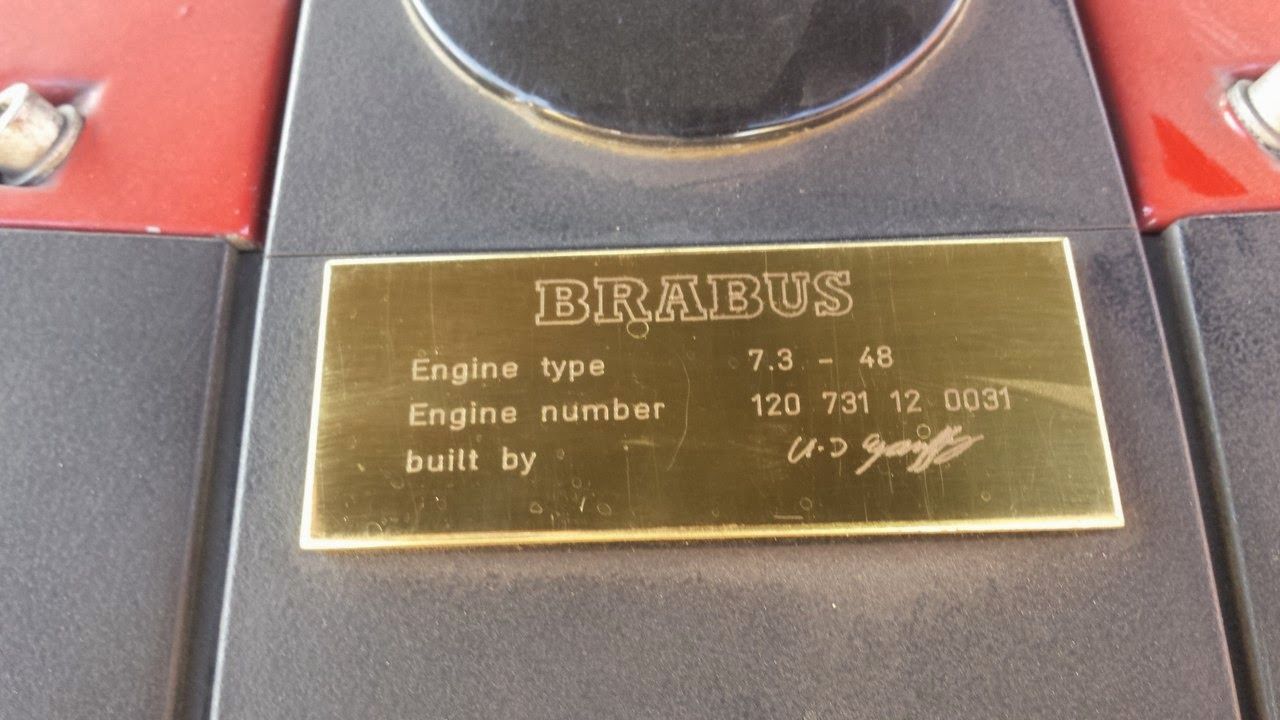 BRABUS
Engine type 7.3 - 48
Engine number 120 731 12 0031
built by